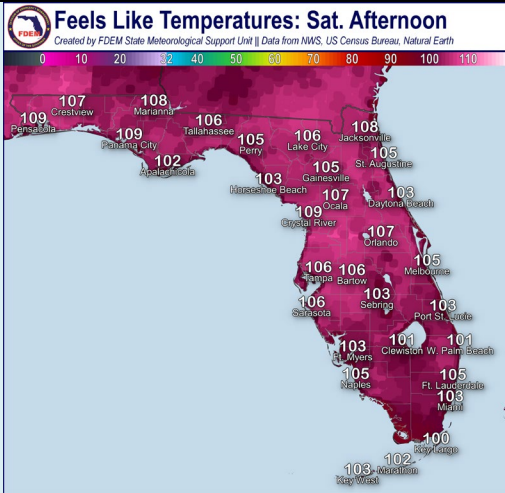 FDEM
Feels Like Temperatures: Sat. Afternoon
Created by FDEM State Meteorological Support Unit || Data from NWS, US Census Bureau, Natural Earth
0 10 20 32 40 50 60 70 80 90 100 110
107
Crestview
108
Marianna
109
Pensacola
109
Panama City
106
Tallahassee
102
Apalachicola
105
Perry
106
Lake City
108
Jacksonville
105
St. Augustine
103
Horseshoe Beach
105
Gainesville
107
Ocala
103
Daytona Beach
109
Crystal River
107
Orlando
106
Tampa
106
Bartow
105
Melbourne
106
Sarasota
103
Sebring
103
Port St. Lucie
103
Ft. Myers
101
Clewiston
101
W. Palm Beach
105
Naples
105
Ft. Lauderdale
103
Miami
100
Key Largo
102
Marathon
103
Key West